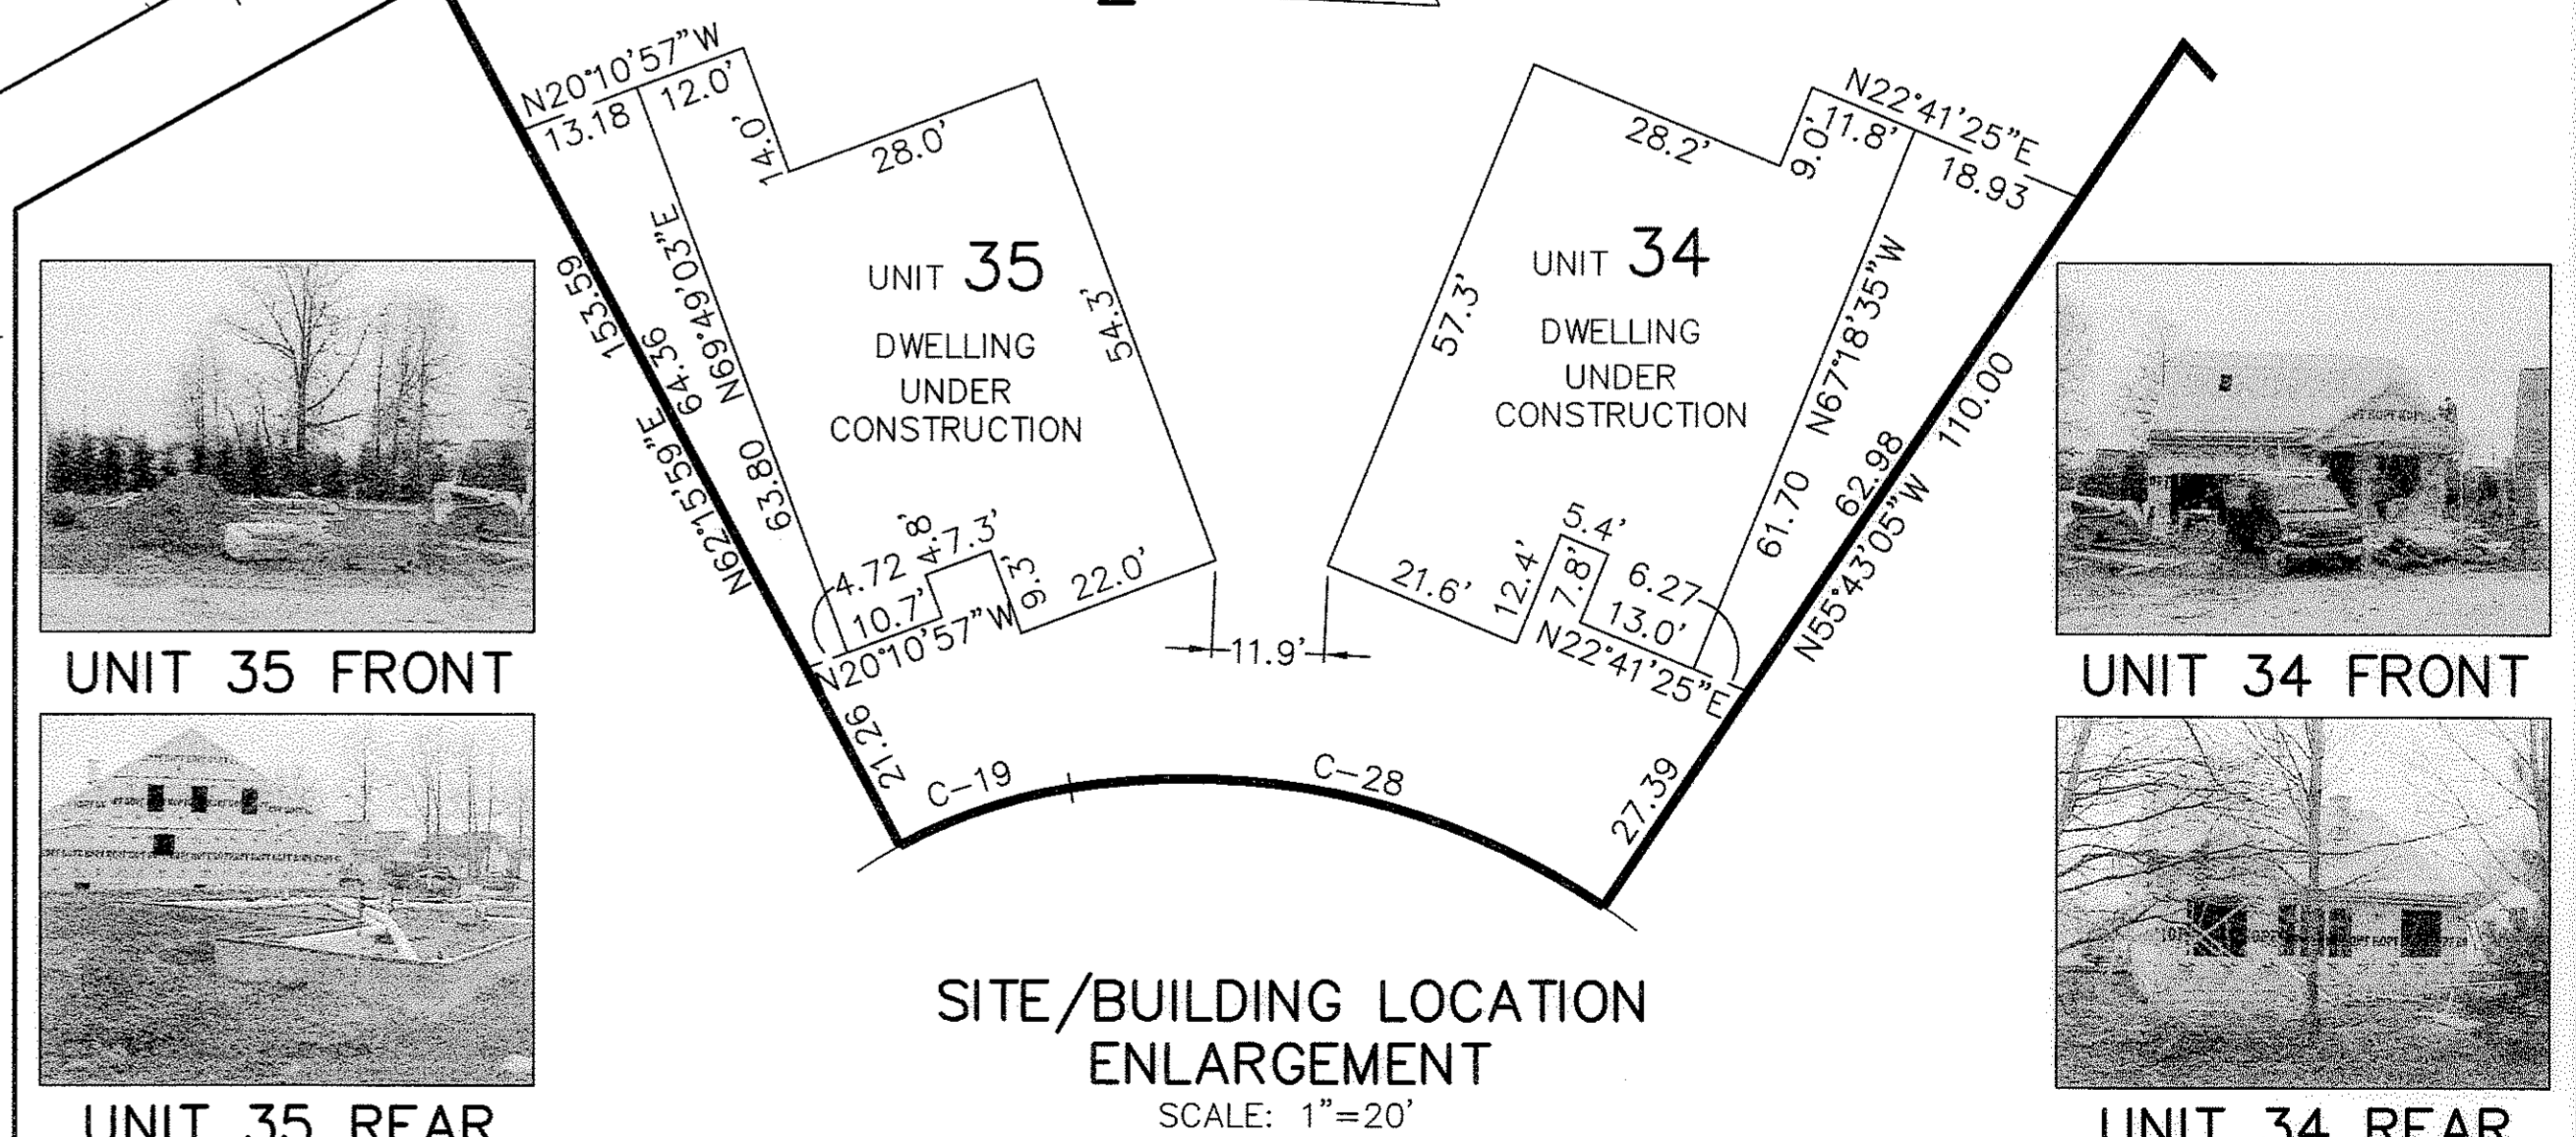 N20°10'57"W
13.18
12.0'
14.0'
28.0'
153.59
N62°15'59"E 64.36
63.80 N69°49'03"E
UNIT 35
DWELLING
UNDER
CONSTRUCTION
54.3'
4.72
4.8'
7.3'
10.7'
N20°10'57"W
9.3'
22.0'
21.26
11.9'
C-19
C-28
28.2'
9.0'
N22°41'25"E
11.8'
18.93
57.3'
UNIT 34
DWELLING
UNDER
CONSTRUCTION
61.70 N67°18'35"W
62.98
110.00
N55°43'05"W
21.6'
12.4'
5.4'
7.8'
6.27
13.0'
N22°41'25"E
27.39
UNIT 35 FRONT
UNIT 35 REAR
UNIT 34 FRONT
UNIT 34 REAR
SITE/BUILDING LOCATION
ENLARGEMENT
SCALE: 1"=20'